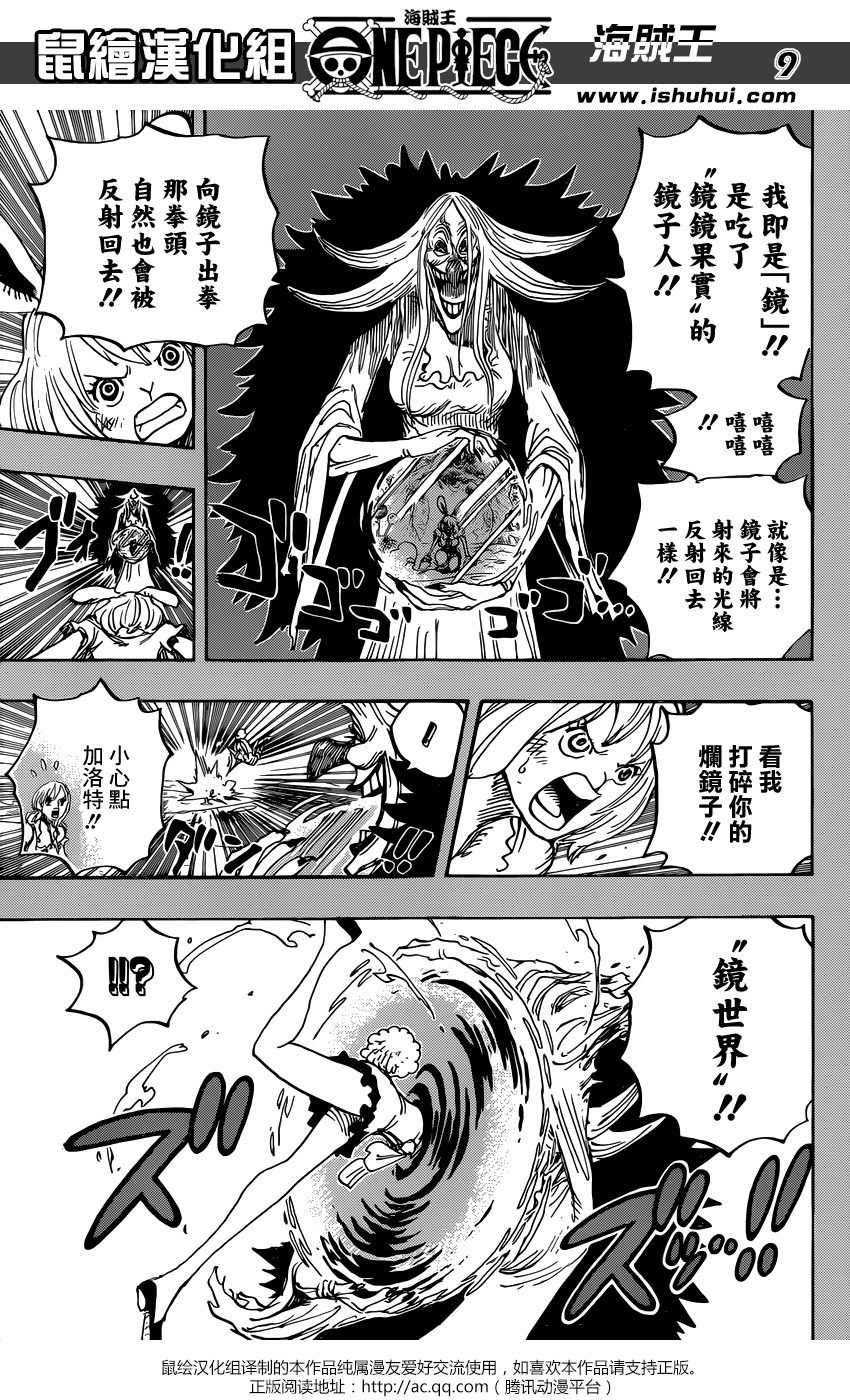 鼠繪漢化組
海賊王
ONE PIECE
海賊王
9
www.ishuhui.com
我即是「鏡」!!
是吃了
“鏡鏡果實”的
鏡子人!!
嘻嘻
嘻嘻
!!
就像是…
鏡子會將
射來的光線
反射回去
一樣!!
向鏡子出拳
那拳頭
自然也會被
反射回去!!
ゴゴゴゴ
ブオッ!!
看我
打碎你的
爛鏡子!!
!
ダンッ!!
小心點
加洛特!!
“鏡世界”!!
!!?
ズズズ…!!
鼠绘汉化组译制的本作品纯属漫友爱好交流使用，如喜欢本作品请支持正版。
正版阅读地址：http://ac.qq.com（腾讯动漫平台）